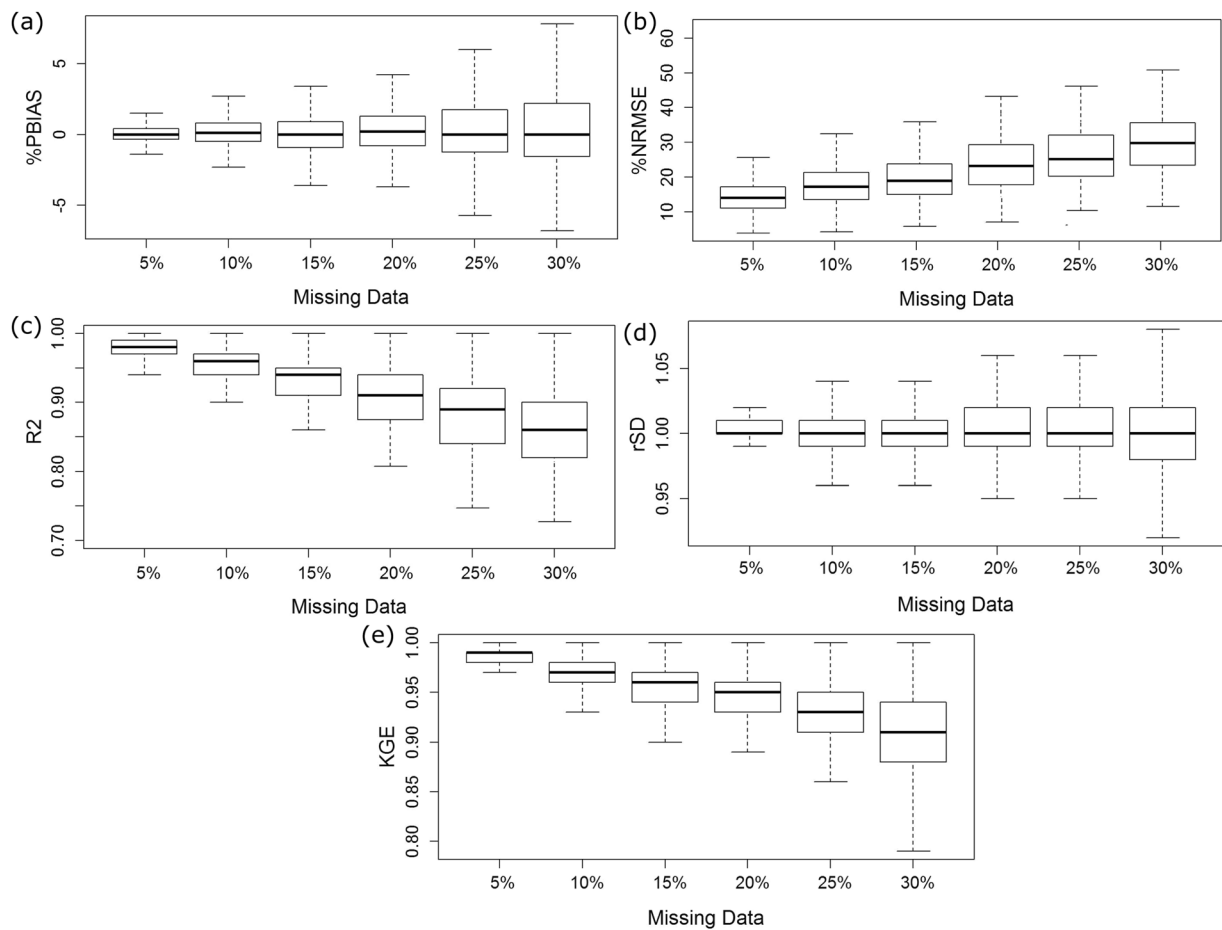 (a)
%PBIAS
5
0
-5
5% 10% 15% 20% 25% 30%
Missing Data
(b)
%NRMSE
60
50
40
30
20
10
5% 10% 15% 20% 25% 30%
Missing Data
(c)
R2
1.00
0.90
0.80
0.70
5% 10% 15% 20% 25% 30%
Missing Data
(d)
rSD
1.05
1.00
0.95
5% 10% 15% 20% 25% 30%
Missing Data
(e)
KGE
1.00
0.95
0.90
0.85
0.80
5% 10% 15% 20% 25% 30%
Missing Data